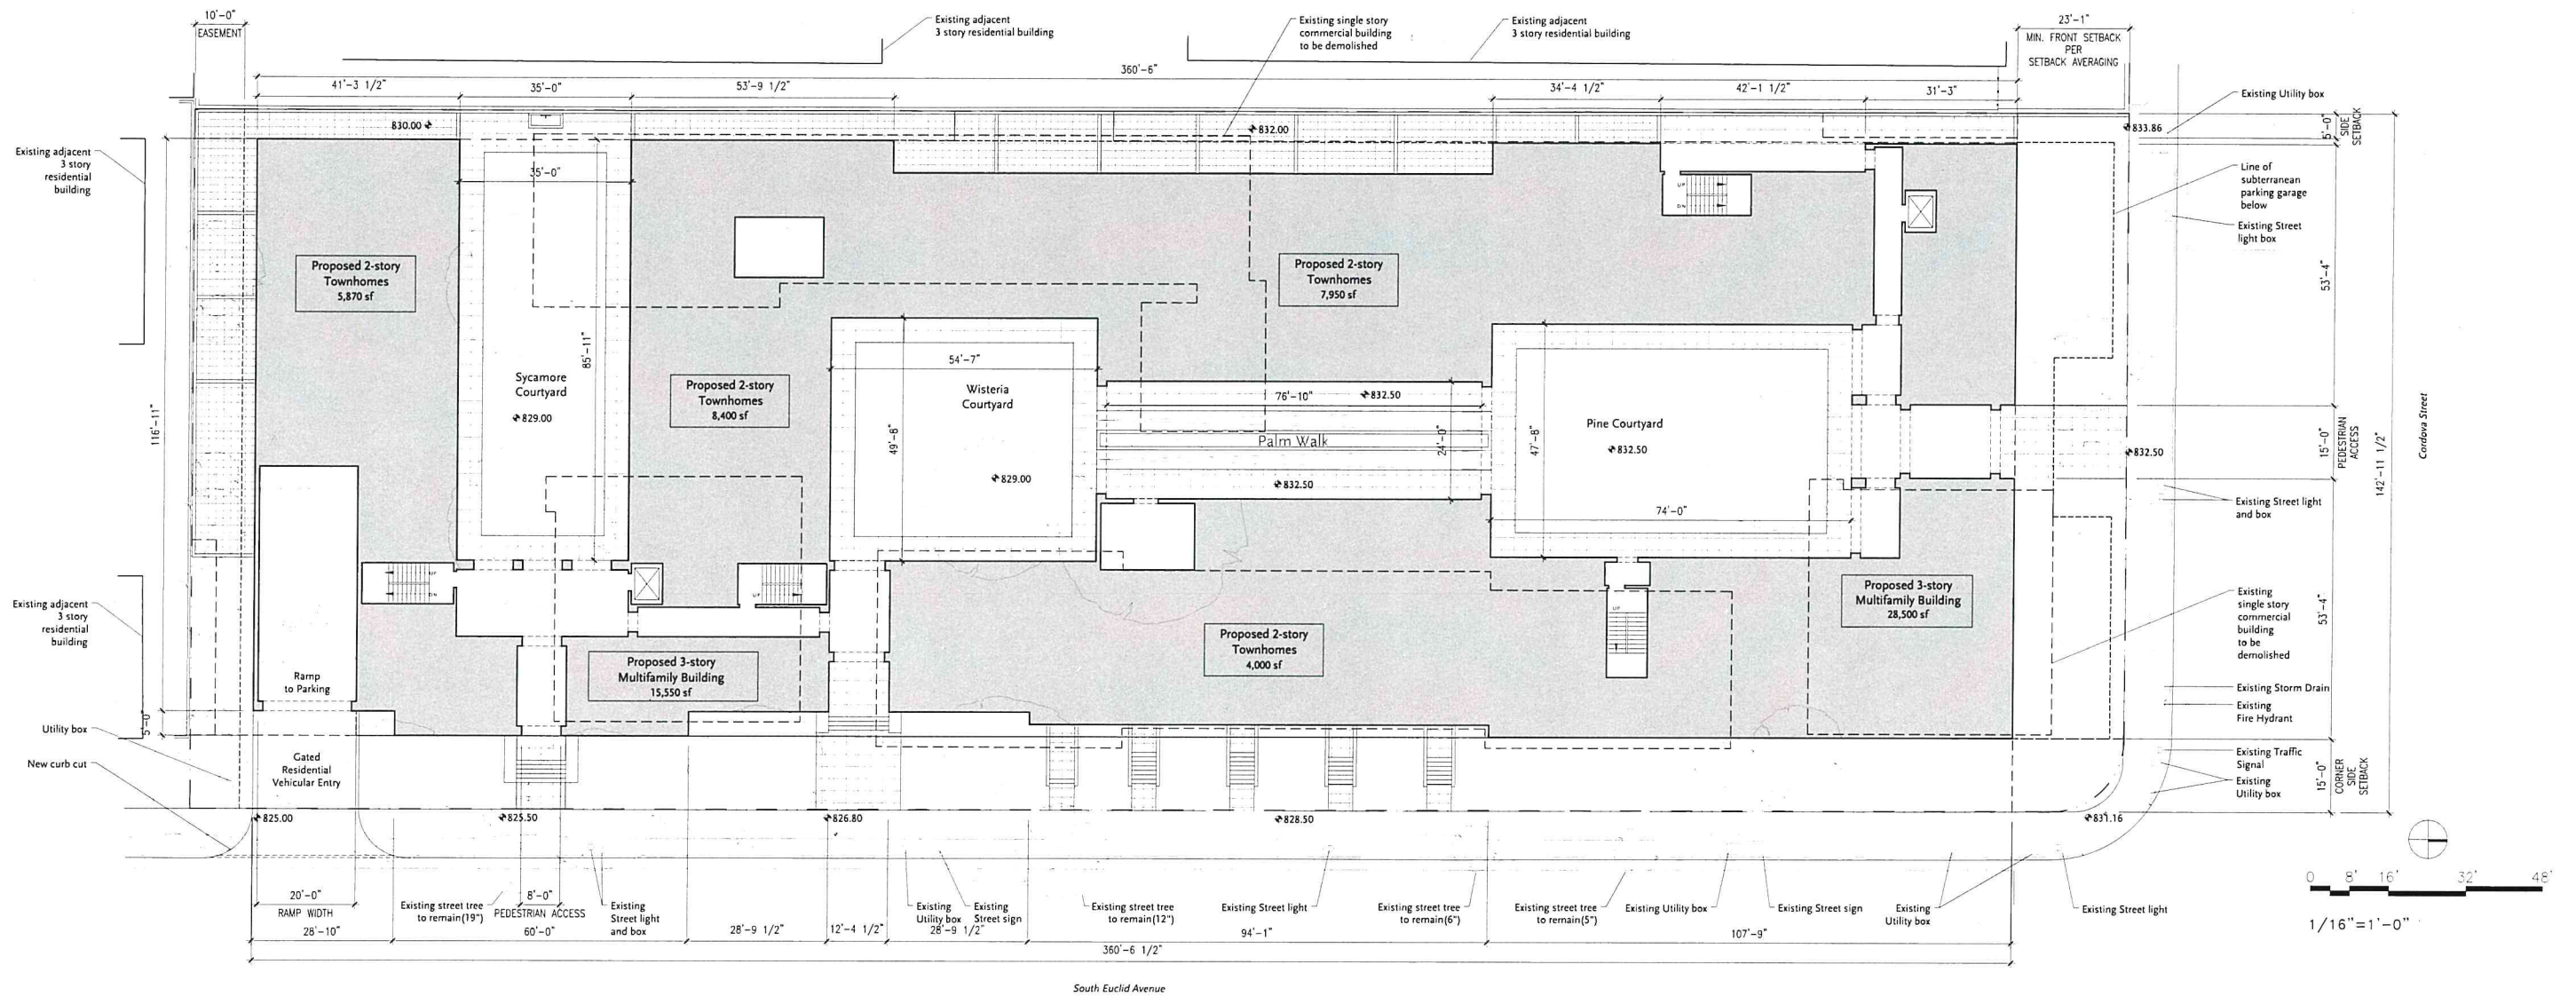 10'-0"
EASEMENT
Existing adjacent
3 story residential building
Existing single story
commercial building
to be demolished
Existing adjacent
3 story residential building
23'-1"
MIN. FRONT SETBACK
PER
SETBACK AVERAGING
360'-6"
41'-3 1/2"
35'-0"
53'-9 1/2"
34'-4 1/2"
42'-1 1/2"
31'-3"
Existing Utility box
830.00
832.00
833.86
5'-0"
SIDE
SETBACK
Existing adjacent
3 story
residential
building
35'-0"
UP
DN
Line of
subterranean
parking garage
below
Existing Street
light box
Proposed 2-story
Townhomes
5,870 sf
Proposed 2-story
Townhomes
7,950 sf
53'-4"
85'-11"
54'-7"
Sycamore
Courtyard
829.00
Proposed 2-story
Townhomes
8,400 sf
Wisteria
Courtyard
829.00
49'-8"
76'-10"
832.50
Palm Walk
24'-0"
832.50
47'-8"
Pine Courtyard
832.50
74'-0"
116'-11"
15'-0"
PEDESTRIAN
ACCESS
832.50
142'-11 1/2"
Cordova Street
Existing Street light
and box
UP
DN
UP
UP
Proposed 3-story
Multifamily Building
28,500 sf
Existing adjacent
3 story
residential
building
Existing
single story
commercial
building
to be
demolished
53'-4"
Proposed 2-story
Townhomes
4,000 sf
Proposed 3-story
Multifamily Building
15,550 sf
Ramp
to Parking
Existing Storm Drain
Existing
Fire Hydrant
5'-0"
Utility box
New curb cut
Gated
Residential
Vehicular Entry
Existing Traffic
Signal
Existing
Utility box
15'-0"
CORNER
SIDE
SETBACK
825.00
825.50
826.80
828.50
831.16
20'-0"
RAMP WIDTH
Existing street tree
to remain(19")
8'-0"
PEDESTRIAN ACCESS
Existing
Street light
and box
Existing
Utility box
Existing
Street sign
Existing street tree
to remain(12")
Existing Street light
Existing street tree
to remain(6")
Existing street tree
to remain(5")
Existing Utility box
Existing Street sign
Existing
Utility box
Existing Street light
0 8' 16' 32' 48'
1/16"=1'-0"
28'-10"
60'-0"
28'-9 1/2"
12'-4 1/2"
28'-9 1/2"
94'-1"
107'-9"
360'-6 1/2"
South Euclid Avenue